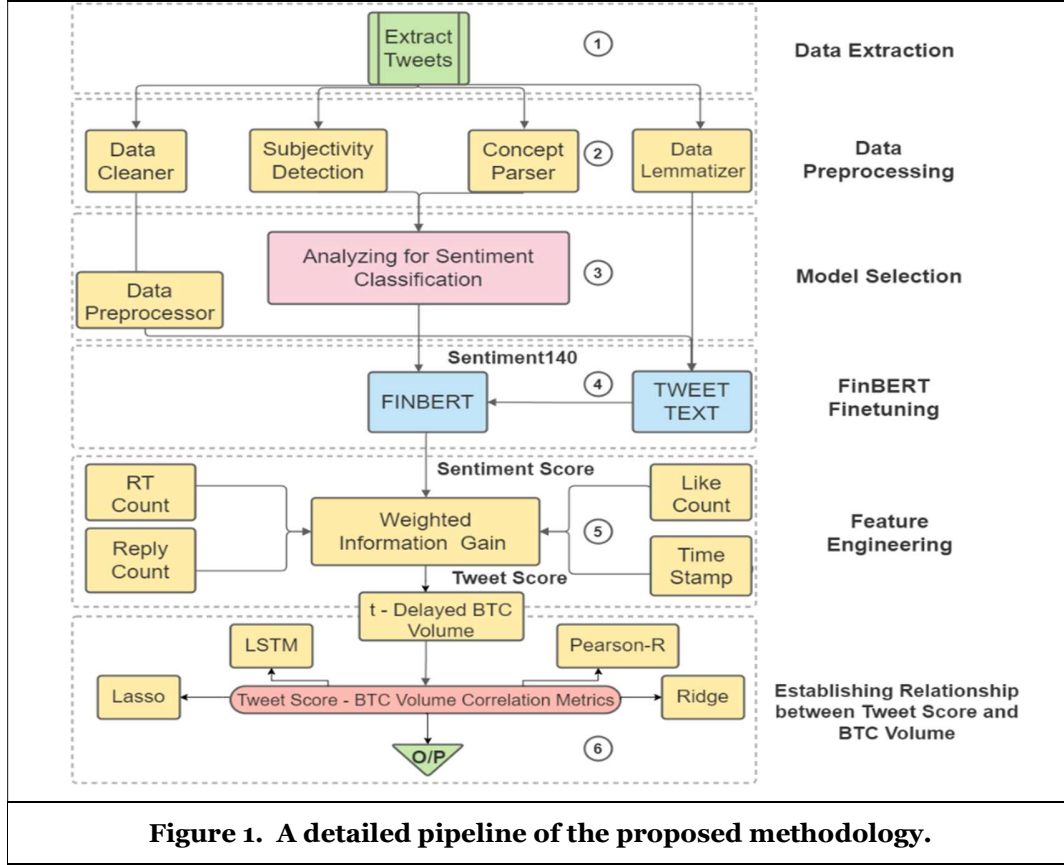 Extract
Tweets
1
Data Extraction
Data
Cleaner
Subjectivity
Detection
Concept
Parser
2
Data
Lemmatizer
Data
Preprocessing
Analyzing for Sentiment
Classification
3
Model Selection
Data
Preprocessor
Sentiment140
FINBERT
4
TWEET
TEXT
FinBERT
Finetuning
Sentiment Score
RT
Count
Like
Count
Weighted
Information Gain
5
Feature
Engineering
Reply
Count
Time
Stamp
Tweet Score
t - Delayed BTC
Volume
LSTM
Pearson-R
Lasso
Tweet Score - BTC Volume Correlation Metrics
Ridge
Establishing Relationship
between Tweet Score and
BTC Volume
O/P
6
Figure 1. A detailed pipeline of the proposed methodology.